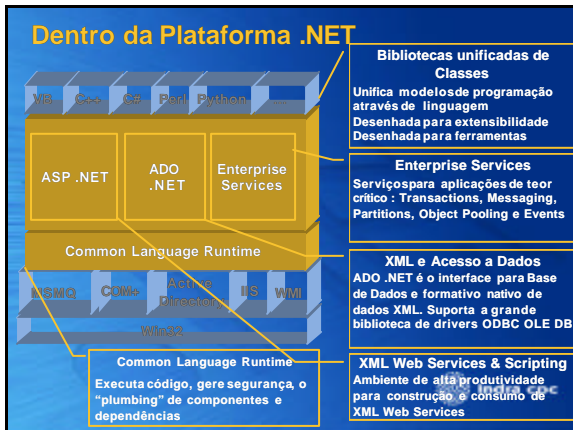 Dentro da Plataforma .NET
VB C++ C# Perl Python ...
ASP .NET
ADO
.NET
Enterprise
Services
Common Language Runtime
MSMQ COM+ Active
Directory IIS WMI
Win32
Bibliotecas unificadas de
Classes
Unifica modelosde programação
através de linguagem
Desenhada para extensibilidade
Desenhada para ferramentas
Enterprise Services
Serviçospara aplicações de teor
crítico : Transactions, Messaging,
Partitions, Object Pooling e Events
XML e Acesso a Dados
ADO .NET é o interface para Base
de Dados e formativo nativo de
dados XML. Suporta a grande
biblioteca de drivers ODBC OLE DB
Common Language Runtime
Executa código, gere segurança, o
“plumbing” de componentes e
dependências
XML Web Services & Scripting
Ambiente de alta produtividade
para construção e consumo de
XML Web Services
Indra cpc